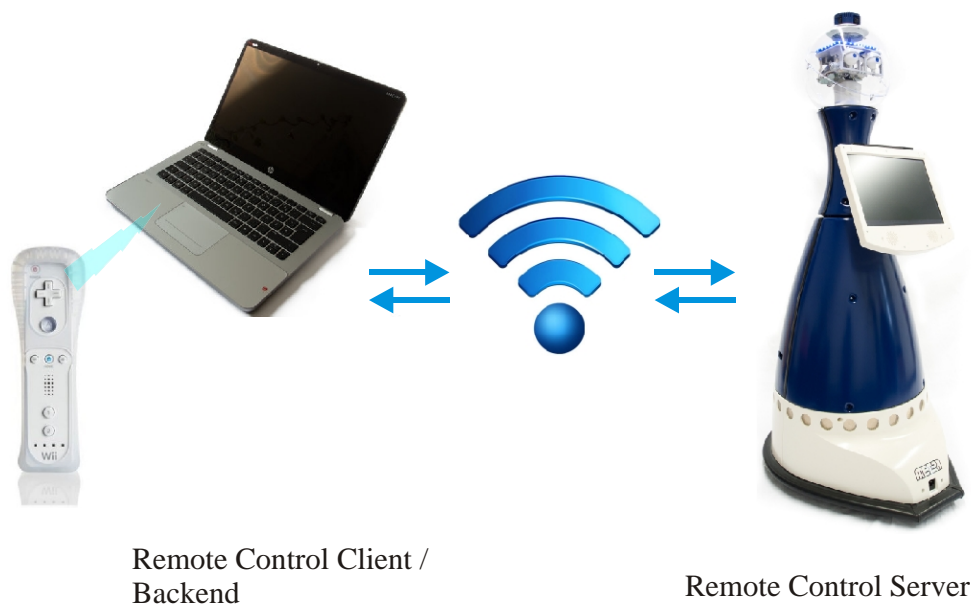 Wii
Remote Control Client /
Backend
Remote Control Server